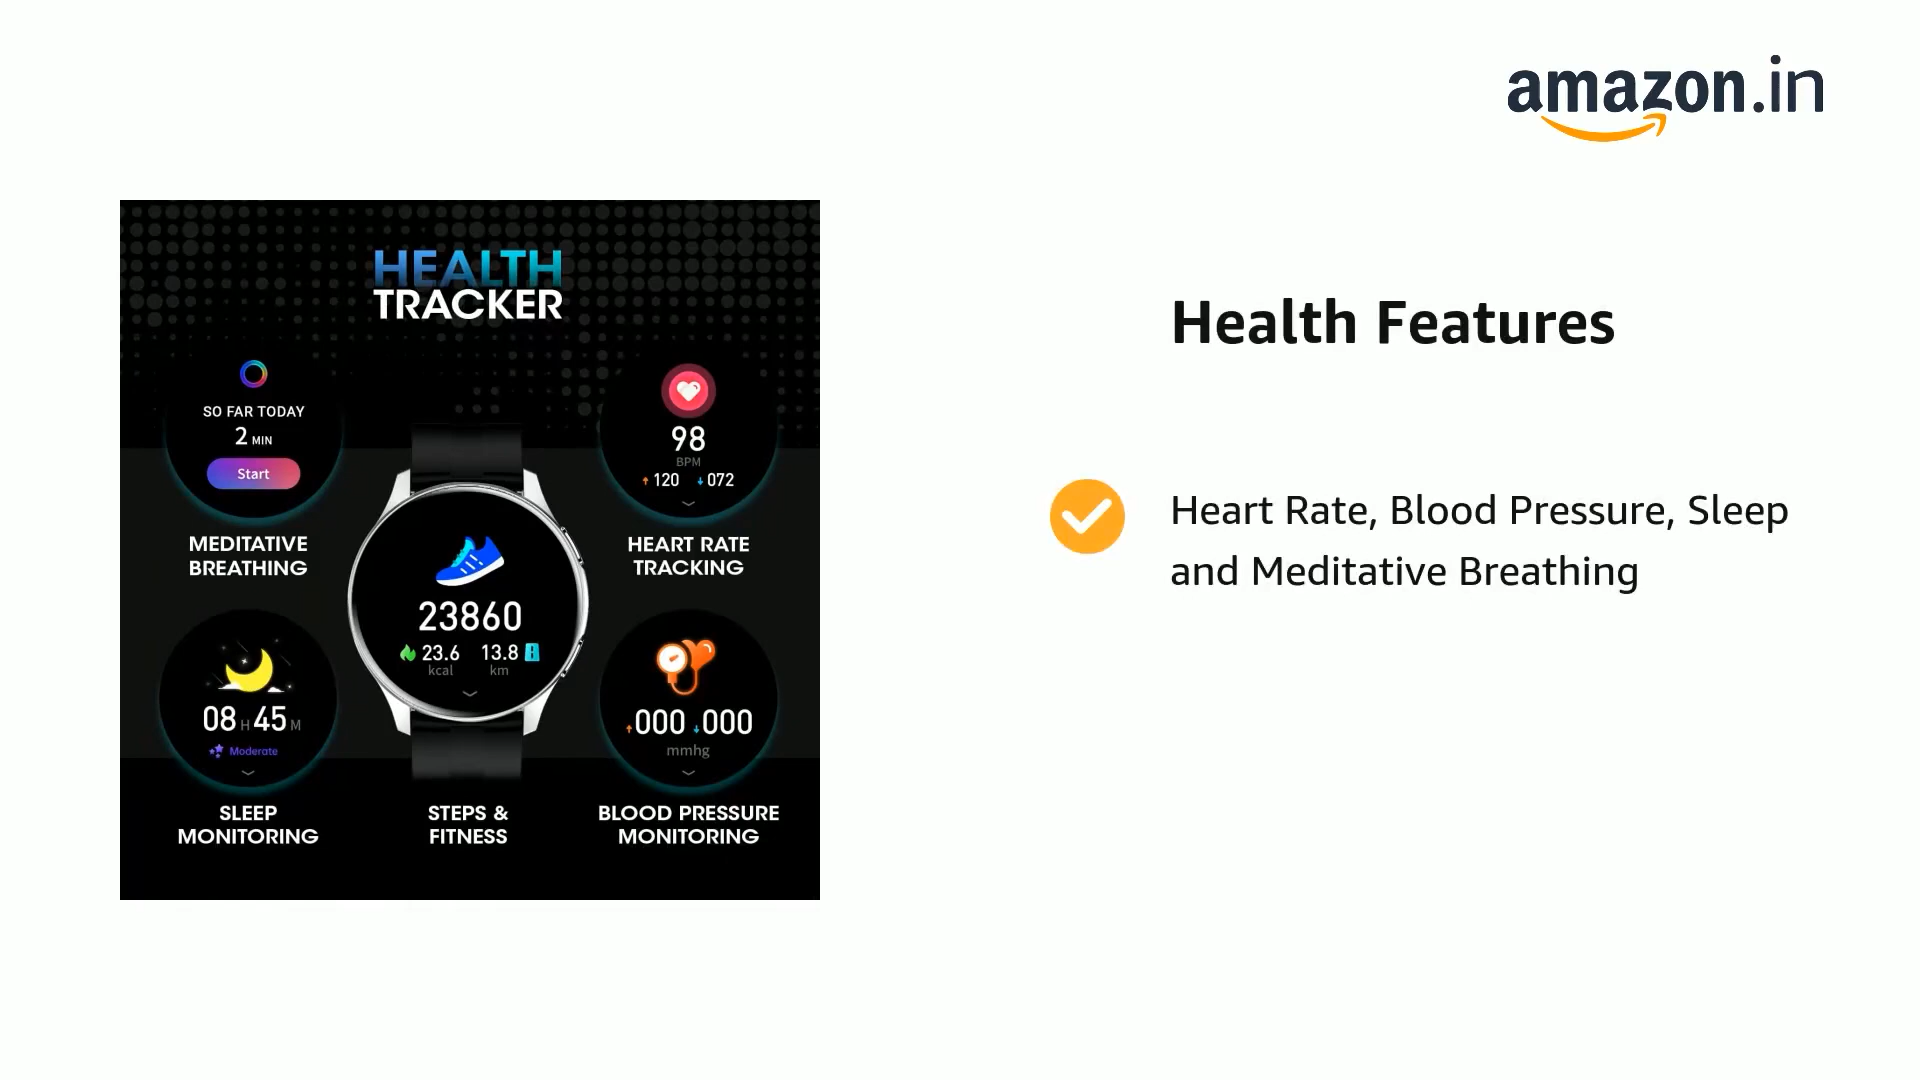 amazon.in
HEALTH
TRACKER
SO FAR TODAY
2 MIN
Start
MEDITATIVE
BREATHING
98
BPM
120 072
HEART RATE
TRACKING
23860
23.6 13.8
kcal km
STEPS &
FITNESS
08 H 45 M
Moderate
SLEEP
MONITORING
000 000
mmhg
BLOOD PRESSURE
MONITORING
Health Features
Heart Rate, Blood Pressure, Sleep
and Meditative Breathing